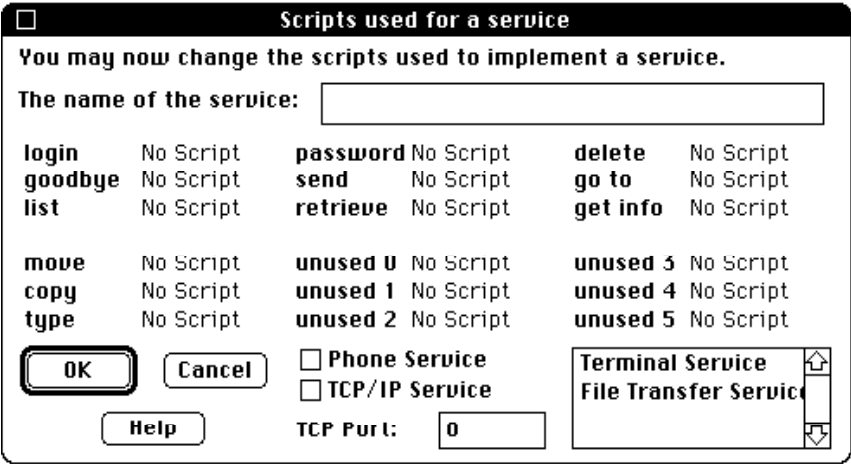 Scripts used for a service
You may now change the scripts used to implement a service.
The name of the service:
login No Script password No Script delete No Script
goodbye No Script send No Script go to No Script
list No Script retrieve No Script get info No Script
move No Script unused 0 No Script unused 3 No Script
copy No Script unused 1 No Script unused 4 No Script
type No Script unused 2 No Script unused 5 No Script
OK Cancel Phone Service Terminal Service
TCP/IP Service File Transfer Servic
Help TCP Port: 0